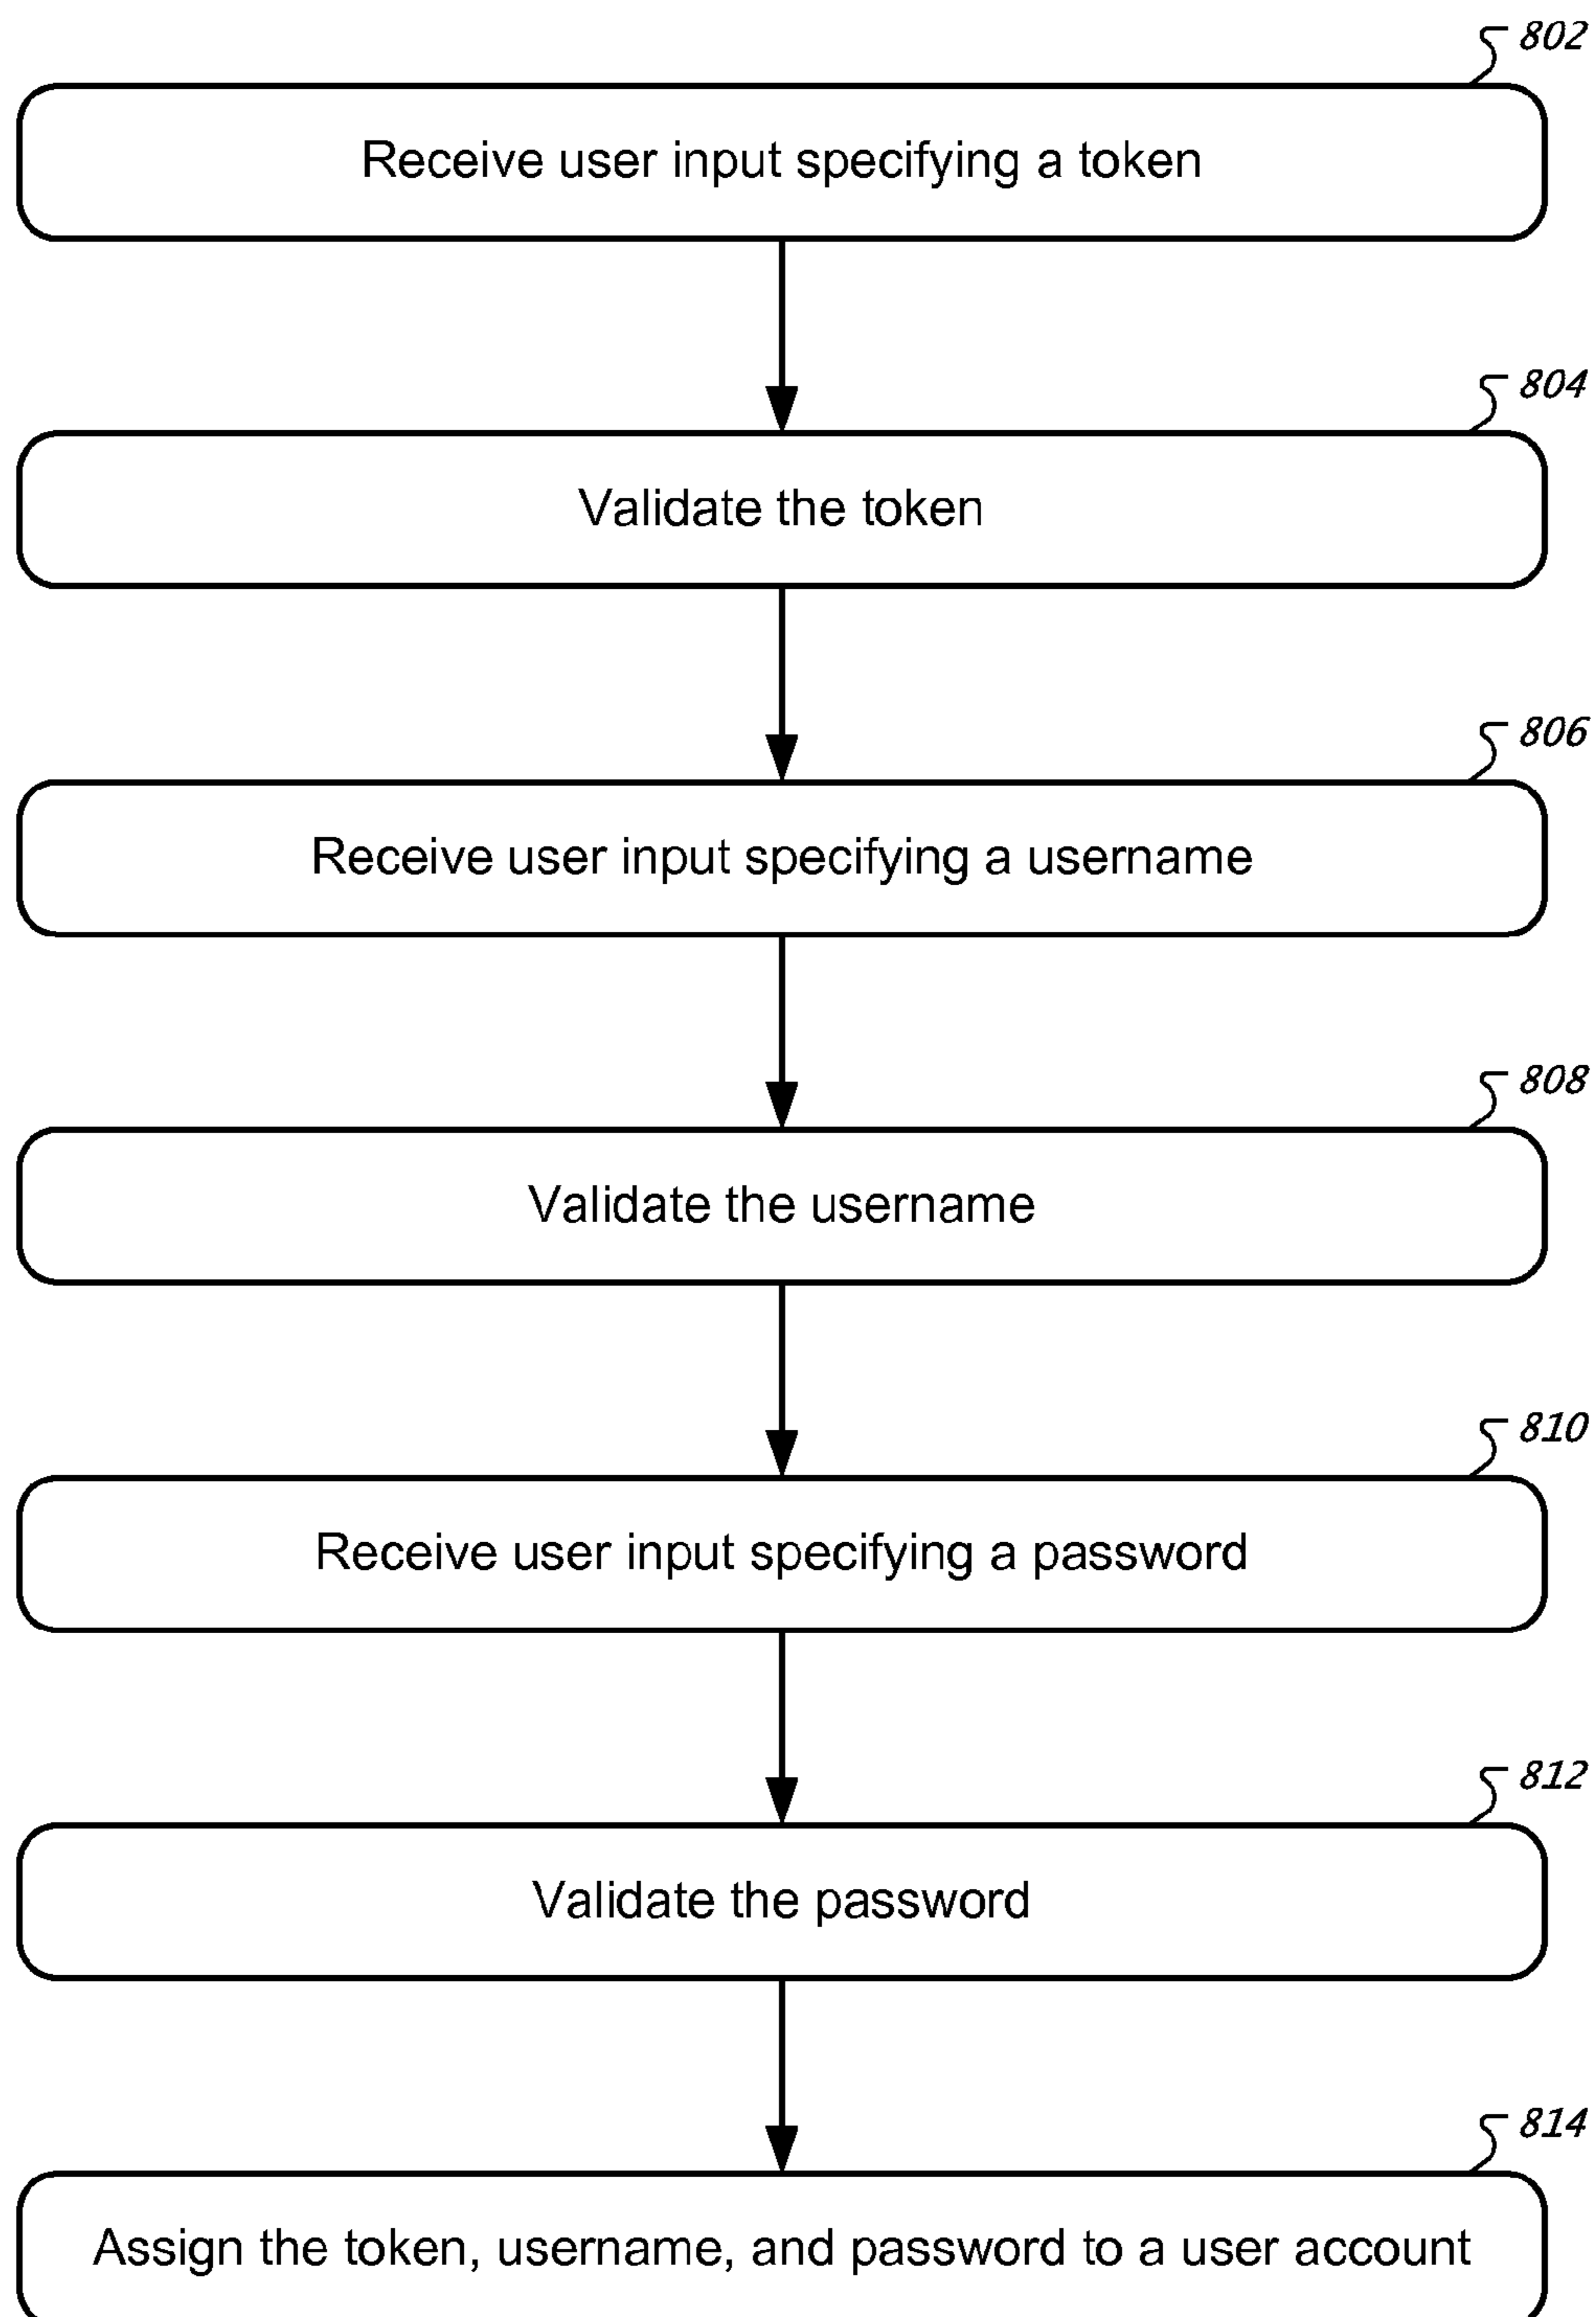 802
Receive user input specifying a token
804
Validate the token
806
Receive user input specifying a username
808
Validate the username
810
Receive user input specifying a password
812
Validate the password
814
Assign the token, username, and password to a user account